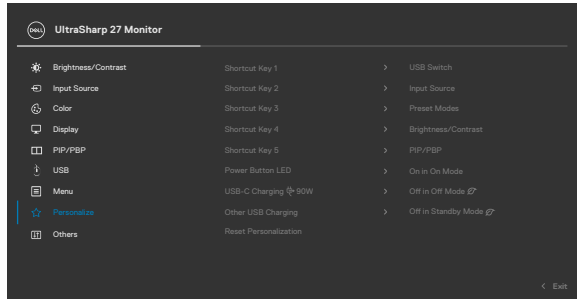 DELL UltraSharp 27 Monitor
Brightness/Contrast Shortcut Key 1 > USB Switch
Input Source Shortcut Key 2 > Input Source
Color Shortcut Key 3 > Preset Modes
Display Shortcut Key 4 > Brightness/Contrast
PIP/PBP Shortcut Key 5 > PIP/PBP
USB Power Button LED > On in On Mode
Menu USB-C Charging 90W > Off in Off Mode
Personalize Other USB Charging > Off in Standby Mode
Others Reset Personalization
< Exit